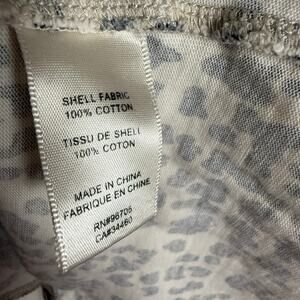 SHELL FABRIC
100% COTTON
TISSU DE SHELL
100% COTON
MADE IN CHINA
FABRIQUE EN CHINE
RN#96705
CA#34460